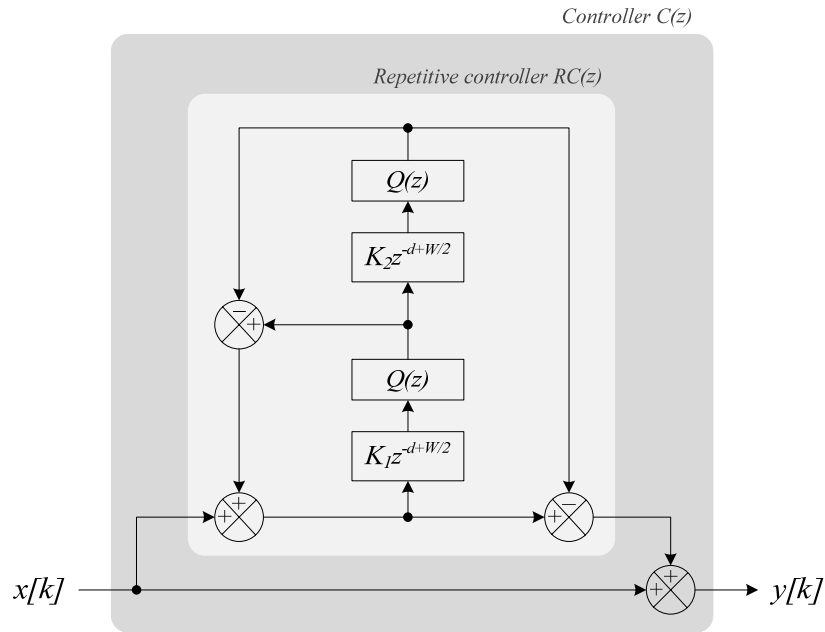 Controller C(z)
Repetitive controller RC(z)
Q(z)
K₂z⁻ᵈ⁺ᵂ/²
−
+
Q(z)
K₁z⁻ᵈ⁺ᵂ/²
+
+
−
+
x[k]
+
+
y[k]